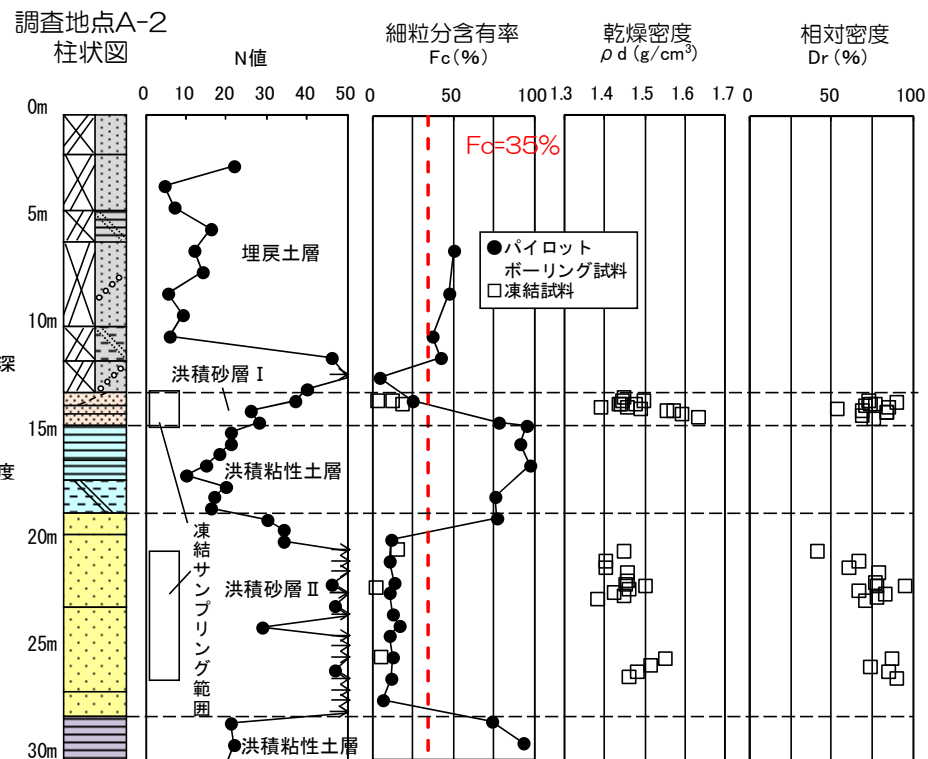 調査地点A-2
柱状図
N値
細粒分含有率
Fc(%)
乾燥密度
ρd(g/cm³)
相対密度
Dr(%)
0 10 20 30 40 50
0 50 100
1.3 1.4 1.5 1.6 1.7
0 50 100
0m
5m
10m
15m
20m
25m
30m
Fc=35%
●パイロット
ボーリング試料
□凍結試料
埋戻土層
深
洪積砂層Ⅰ
度
洪積粘性土層
凍結サンプリング範囲
洪積砂層Ⅱ
洪積粘性土層